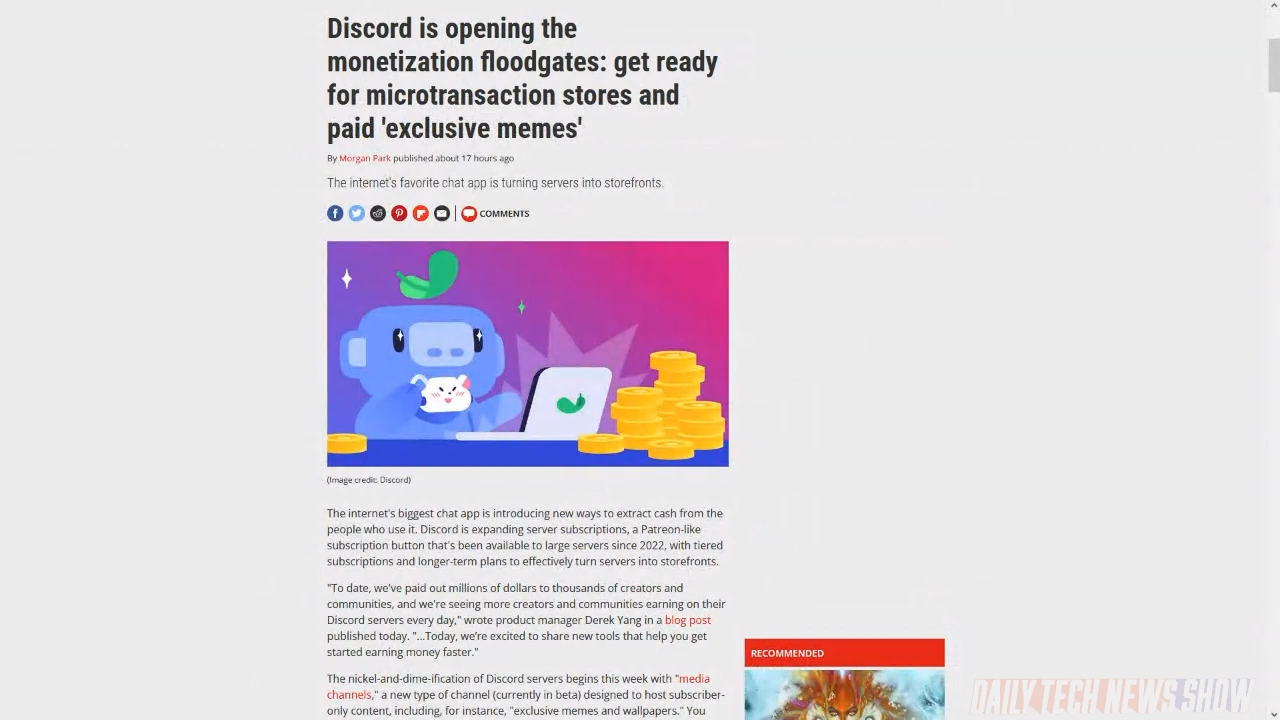 Discord is opening the
monetization floodgates: get ready
for microtransaction stores and
paid 'exclusive memes'
By Morgan Park published about 17 hours ago
The internet's favorite chat app is turning servers into storefronts.
COMMENTS
(Image credit: Discord)
The internet's biggest chat app is introducing new ways to extract cash from the
people who use it. Discord is expanding server subscriptions, a Patreon-like
subscription button that's been available to large servers since 2022, with tiered
subscriptions and longer-term plans to effectively turn servers into storefronts.
"To date, we've paid out millions of dollars to thousands of creators and
communities, and we're seeing more creators and communities earning on their
Discord servers every day," wrote product manager Derek Yang in a blog post
published today. "...Today, we're excited to share new tools that help you get
started earning money faster."
The nickel-and-dime-ification of Discord servers begins this week with "media
channels," a new type of channel (currently in beta) designed to host subscriber-
only content, including, for instance, "exclusive memes and wallpapers." You
RECOMMENDED
DAILY TECH NEWS SHOW